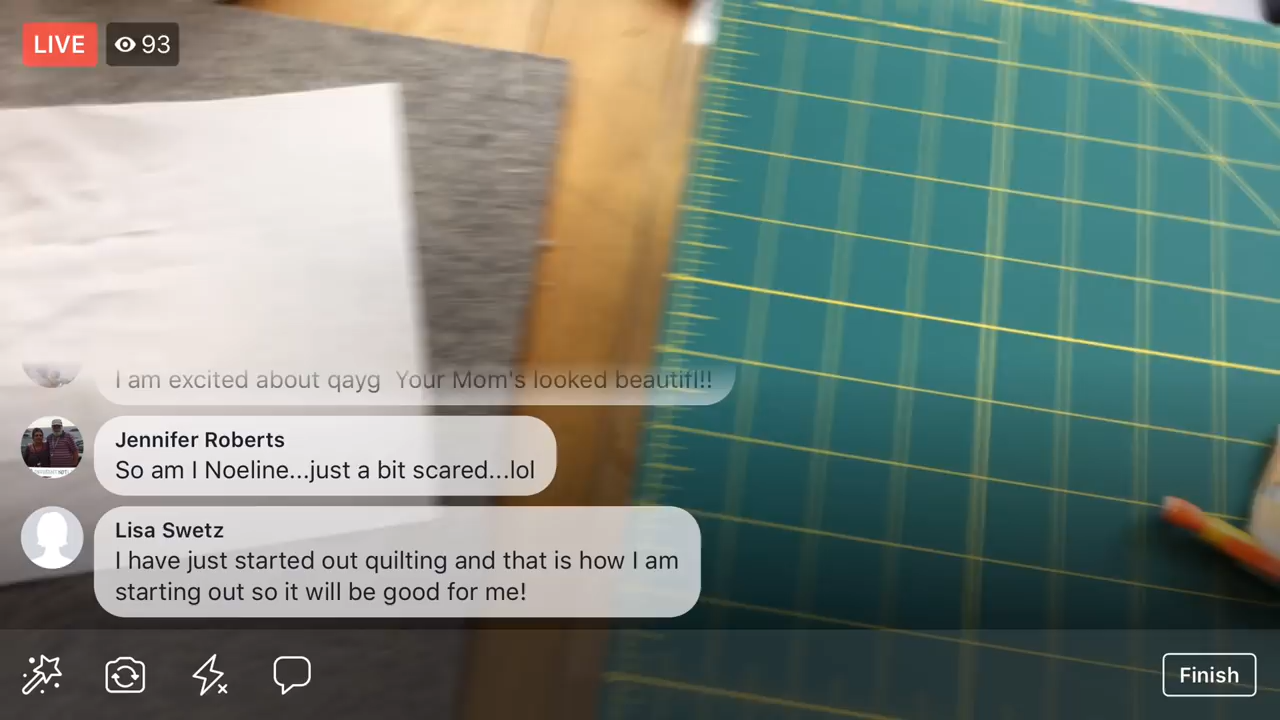 LIVE
93
I am excited about qayg Your Mom's looked beautifl!!
Jennifer Roberts
So am I Noeline...just a bit scared...lol
Lisa Swetz
I have just started out quilting and that is how I am
starting out so it will be good for me!
Finish